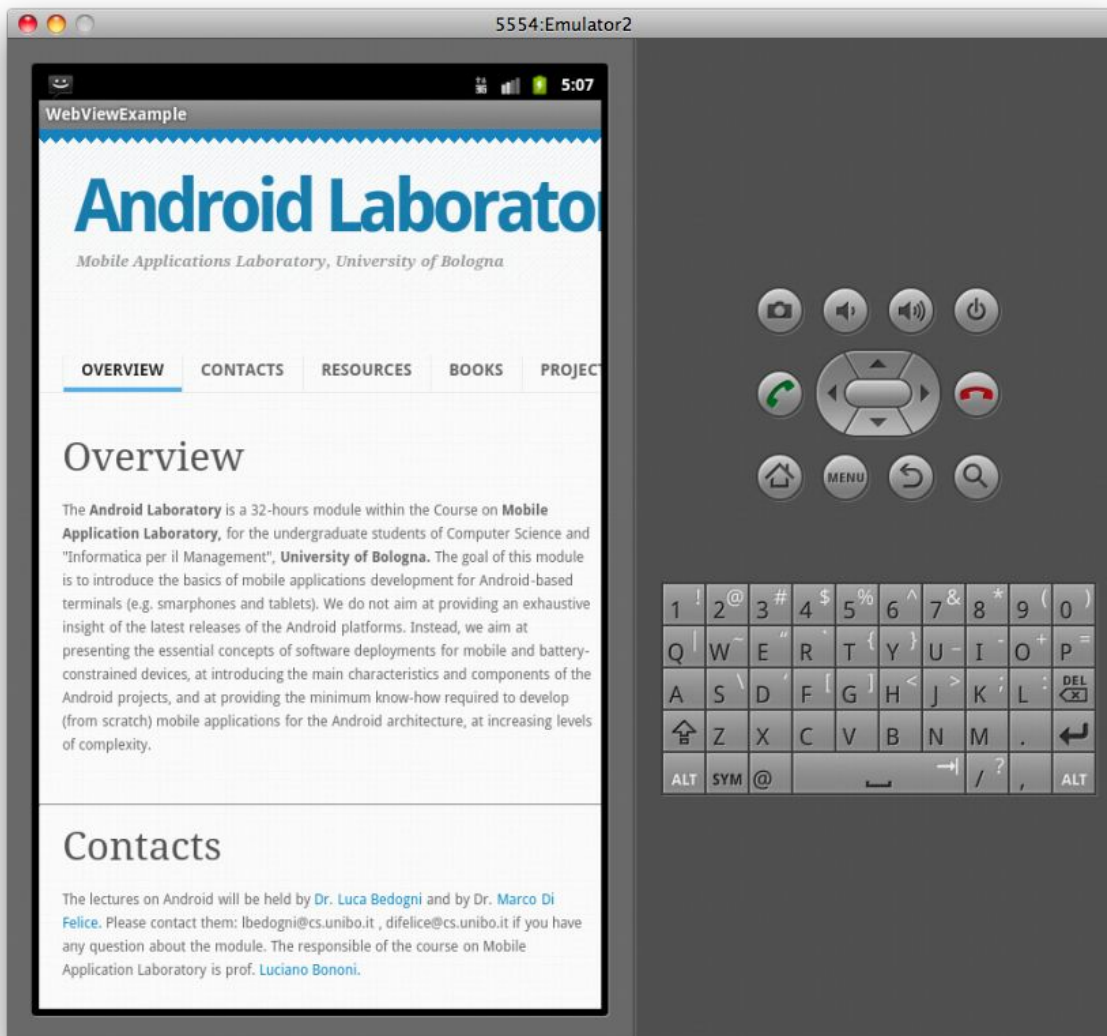 5554:Emulator2
5:07
WebViewExample
Android Laborato
Mobile Applications Laboratory, University of Bologna
OVERVIEW CONTACTS RESOURCES BOOKS PROJECT
Overview
The Android Laboratory is a 32-hours module within the Course on Mobile
Application Laboratory, for the undergraduate students of Computer Science and
"Informatica per il Management", University of Bologna. The goal of this module
is to introduce the basics of mobile applications development for Android-based
terminals (e.g. smarphones and tablets). We do not aim at providing an exhaustive
insight of the latest releases of the Android platforms. Instead, we aim at
presenting the essential concepts of software deployments for mobile and battery-
constrained devices, at introducing the main characteristics and components of the
Android projects, and at providing the minimum know-how required to develop
(from scratch) mobile applications for the Android architecture, at increasing levels
of complexity.
Contacts
The lectures on Android will be held by Dr. Luca Bedogni and by Dr. Marco Di
Felice. Please contact them: lbedogni@cs.unibo.it , difelice@cs.unibo.it if you have
any question about the module. The responsible of the course on Mobile
Application Laboratory is prof. Luciano Bononi.
MENU
1 ! 2 @ 3 # 4 $ 5 % 6 ^ 7 & 8 * 9 ( 0 )
Q | W ~ E " R ` T { Y } U _ I - O + P =
A S \ D ' F [ G ] H < J > K ; L : DEL
Z X C V B N M .
ALT SYM @ / ? , ALT